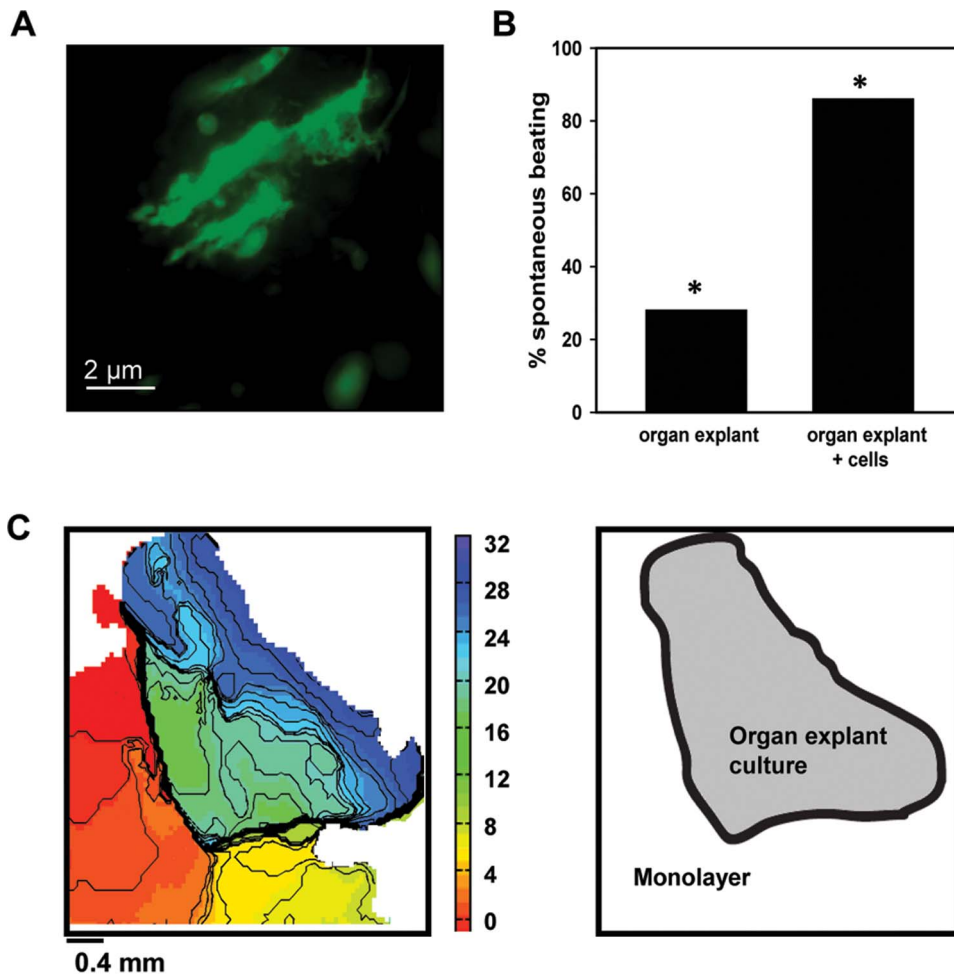 A
2 µm
B
% spontaneous beating
100
80
60
40
20
0
*
*
organ explant
organ explant
+ cells
C
32
28
24
20
16
12
8
4
0
0.4 mm
Organ explant
culture
Monolayer